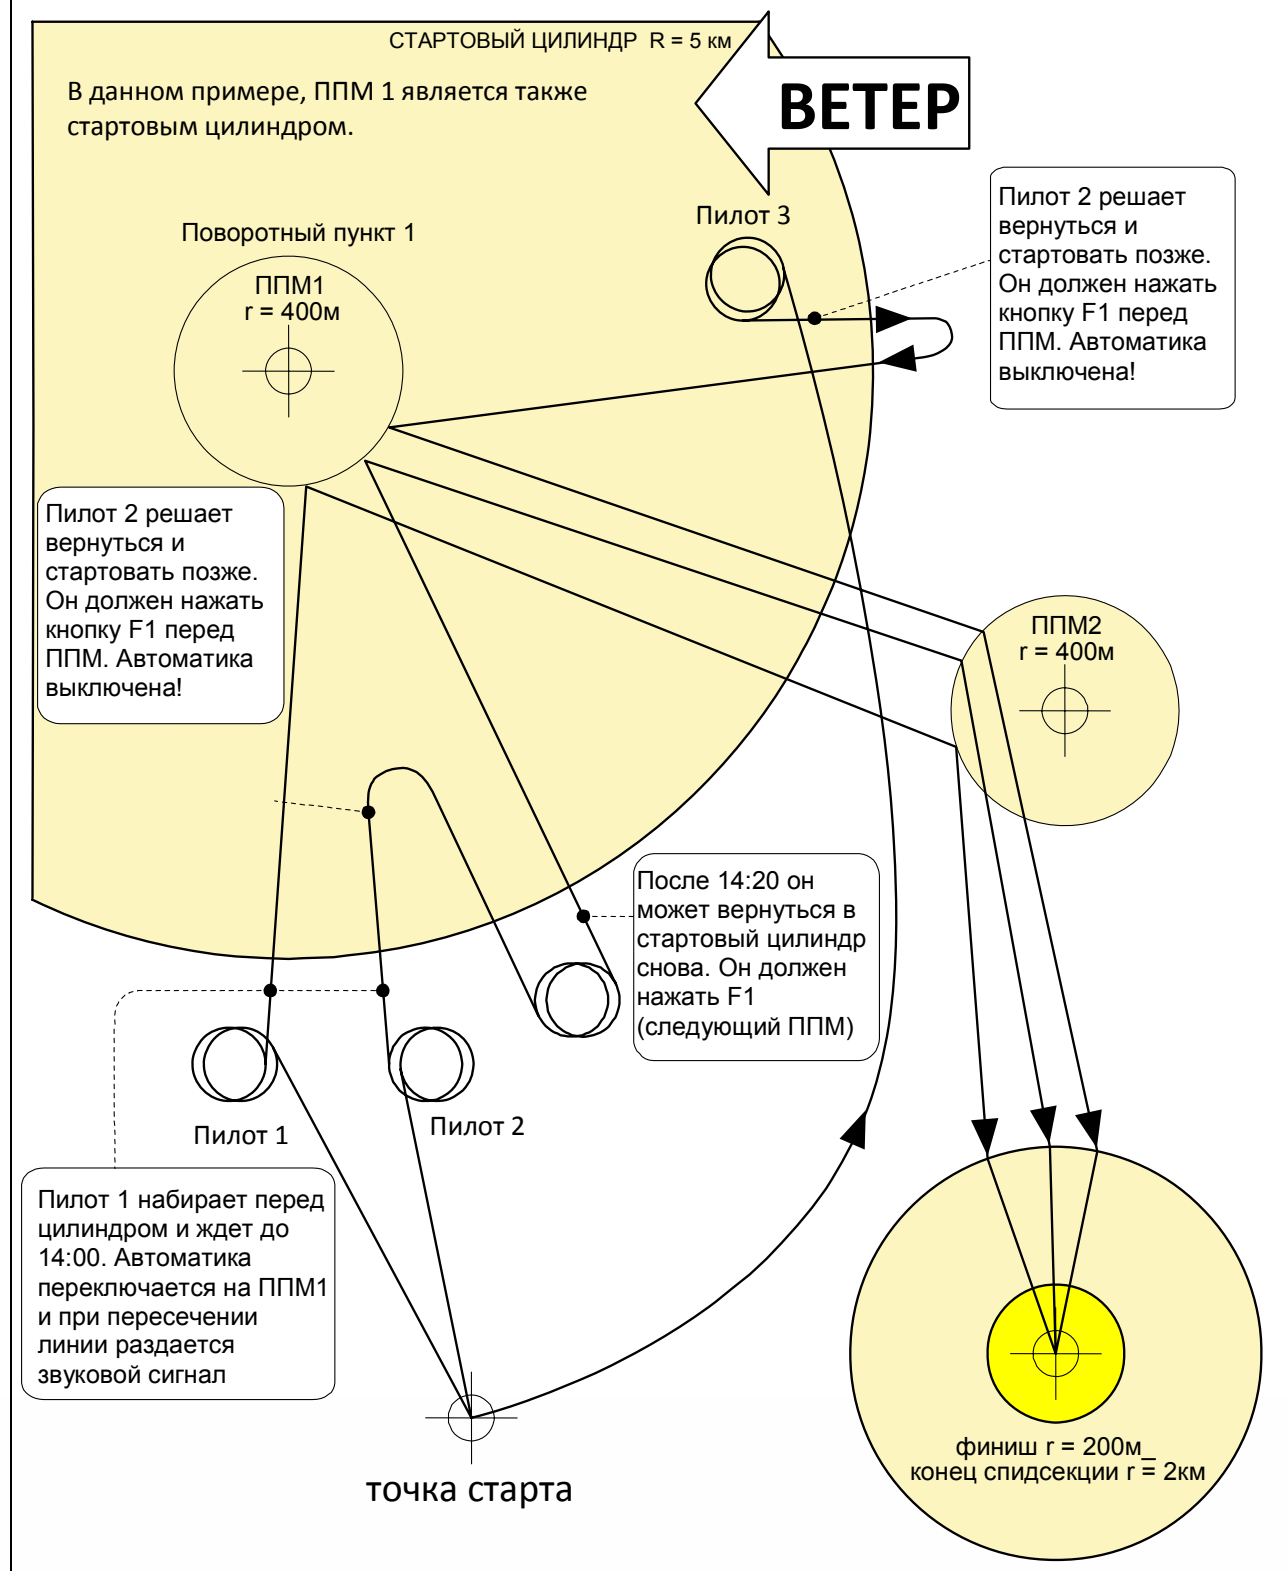 СТАРТОВЫЙ ЦИЛИНДР R = 5 км
ВЕТЕР
В данном примере, ППМ 1 является также
стартовым цилиндром.
Пилот 3
Пилот 2 решает
вернуться и
стартовать позже.
Он должен нажать
кнопку F1 перед
ППМ. Автоматика
выключена!
Поворотный пункт 1
ППМ1
r = 400м
Пилот 2 решает
вернуться и
стартовать позже.
Он должен нажать
кнопку F1 перед
ППМ. Автоматика
выключена!
ППМ2
r = 400м
После 14:20 он
может вернуться в
стартовый цилиндр
снова. Он должен
нажать F1
(следующий ППМ)
Пилот 1
Пилот 2
Пилот 1 набирает перед
цилиндром и ждет до
14:00. Автоматика
переключается на ППМ1
и при пересечении
линии раздается
звуковой сигнал
точка старта
финиш r = 200м_
конец спидсекции r = 2км